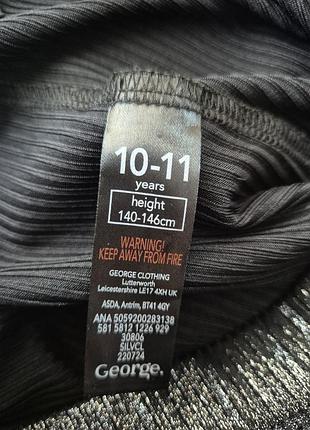 10-11
years
height
140-146cm
WARNING!
KEEP AWAY FROM FIRE
GEORGE CLOTHING
Lutterworth
Leicestershire LE17 4XH UK
ASDA, Antrim, BT41 4GY
ANA 5059200283138
581 5812 1226 929
30806
SILVCL
220724
George.